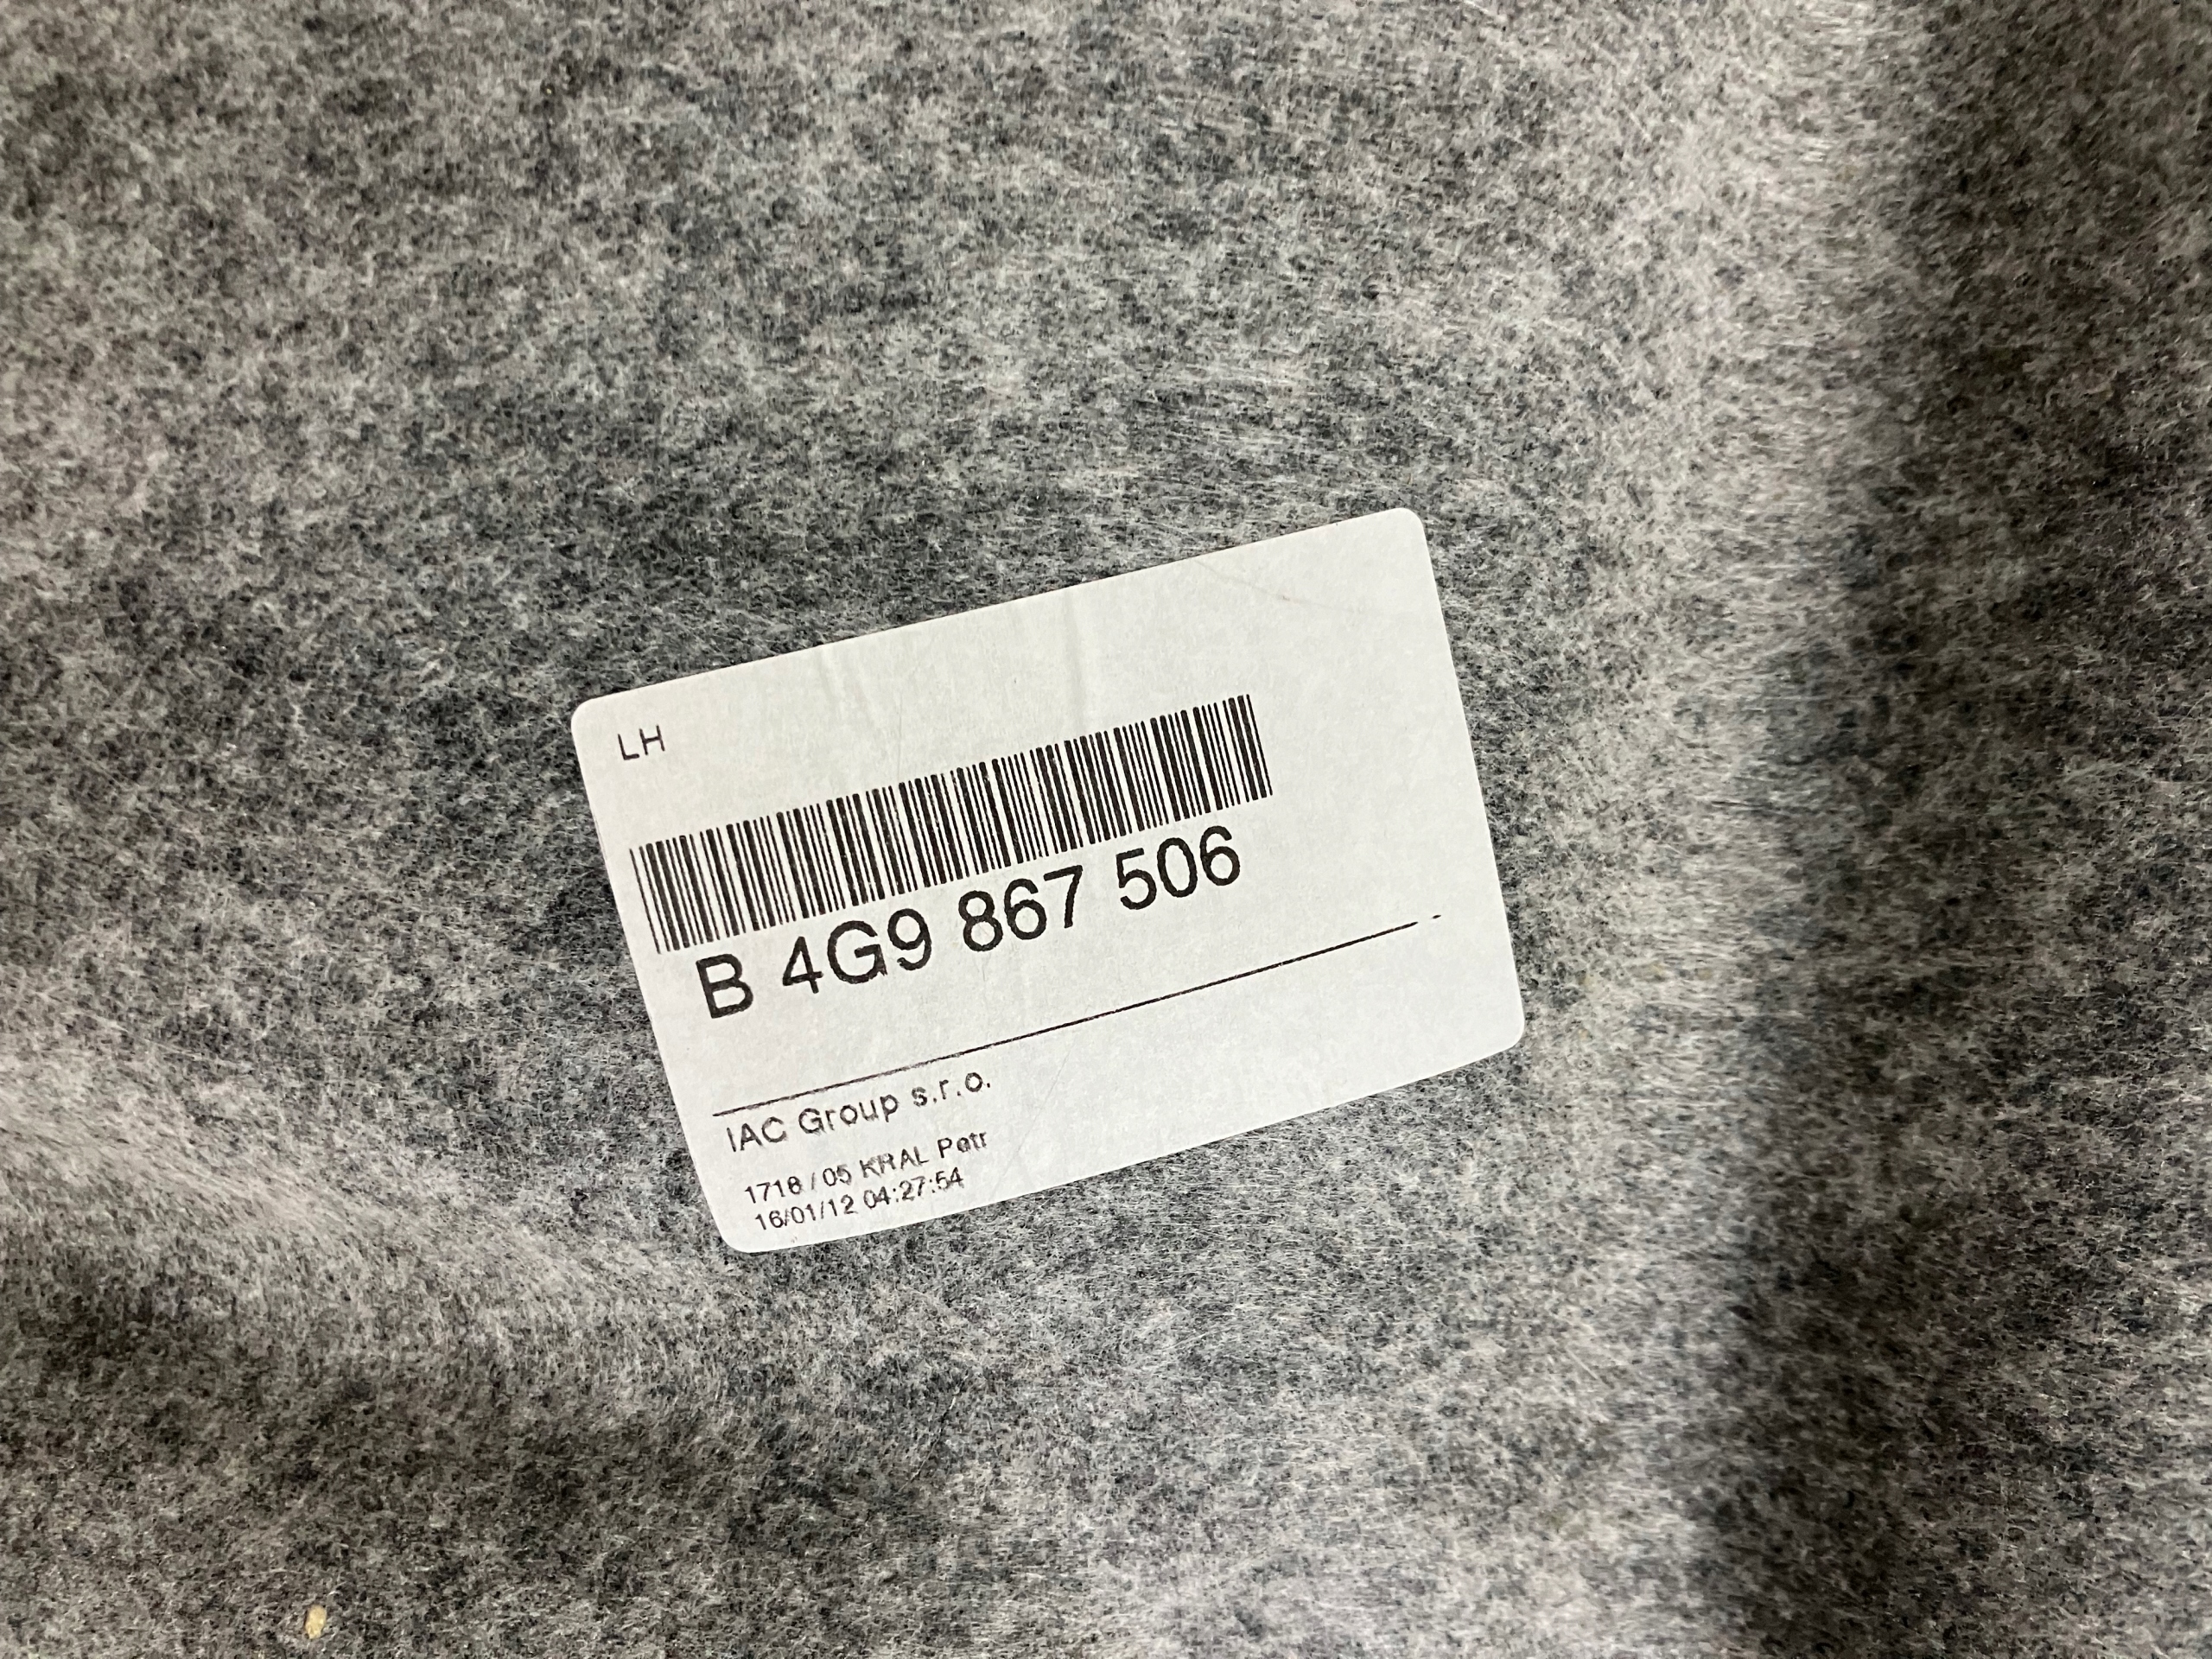 LH
B 4G9 867 506
IAC Group s.r.o.
1718 / 05 KRAL Petr
16/01/12 04:27:54